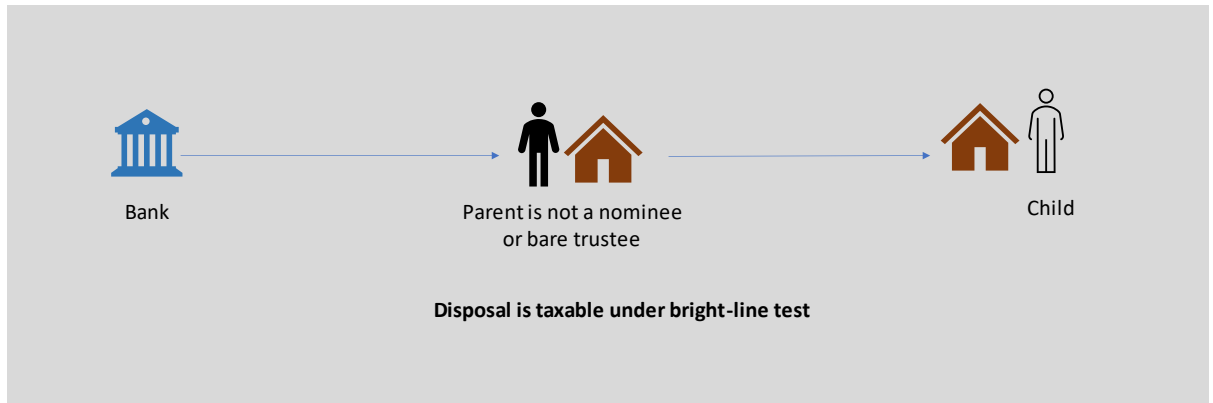 Bank
Parent is not a nominee
or bare trustee
Child
Disposal is taxable under bright-line test